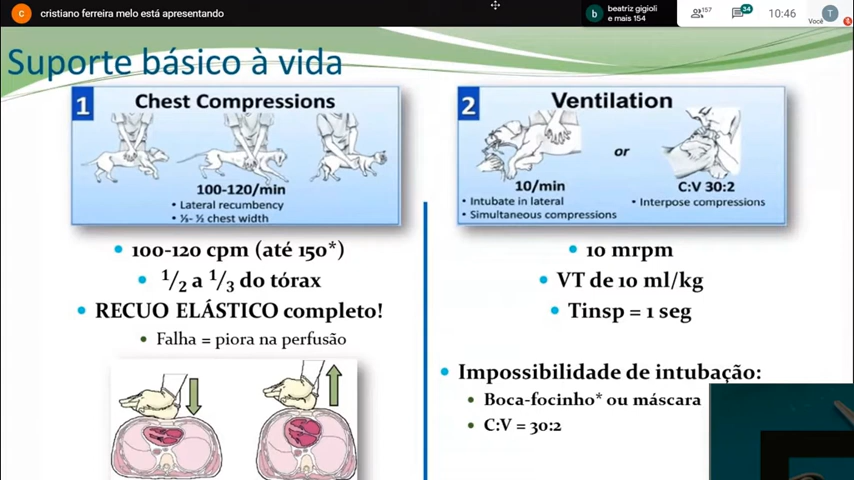 cristiano ferreira melo está apresentando
beatriz gigioli
e mais 154
157
34
10:46
Você
Suporte básico à vida
1 Chest Compressions
100-120/min
• Lateral recumbency
• ⅓- ½ chest width
2 Ventilation
or
10/min
• Intubate in lateral
• Simultaneous compressions
C:V 30:2
• Interpose compressions
• 100-120 cpm (até 150*)
• 1/2 a 1/3 do tórax
• RECUO ELÁSTICO completo!
• Falha = piora na perfusão
• 10 mrpm
• VT de 10 ml/kg
• Tinsp = 1 seg
• Impossibilidade de intubação:
• Boca-focinho* ou máscara
• C:V = 30:2